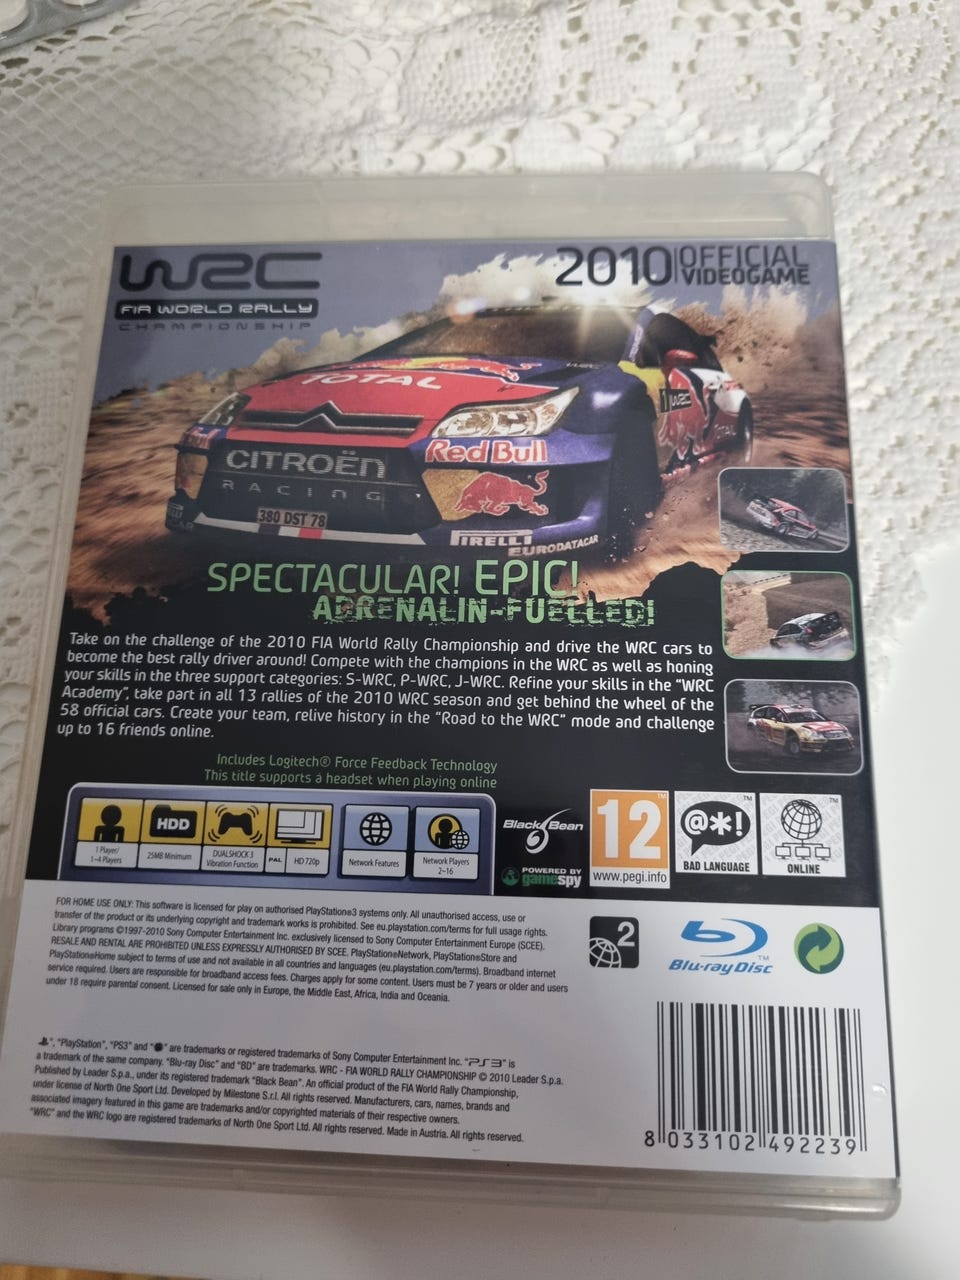 WRC
FIA WORLD RALLY
CHAMPIONSHIP
2010 OFFICIAL
VIDEOGAME
TOTAL
WRC
Red Bull
CITROËN
RACING
380 DST 78
PIRELLI
EURODATACAR
SPECTACULAR! EPIC!
ADRENALIN-FUELLED!
Take on the challenge of the 2010 FIA World Rally Championship and drive the WRC cars to
become the best rally driver around! Compete with the champions in the WRC as well as honing
your skills in the three support categories: S-WRC, P-WRC, J-WRC. Refine your skills in the "WRC
Academy", take part in all 13 rallies of the 2010 WRC season and get behind the wheel of the
58 official cars. Create your team, relive history in the "Road to the WRC" mode and challenge
up to 16 friends online.
Includes Logitech® Force Feedback Technology
This title supports a headset when playing online
1 Player/
1-4 Players
HDD
25MB Minimum
DUALSHOCK 3
Vibration Function
PAL HD 720p
Network Features
Network Players
2-16
Black Bean
POWERED BY
gamespy
12
www.pegi.info
@*!
BAD LANGUAGE
ONLINE
FOR HOME USE ONLY: This software is licensed for play on authorised PlayStation®3 systems only. All unauthorised access, use or
transfer of the product or its underlying copyright and trademark works is prohibited. See eu.playstation.com/terms for full usage rights.
Library programs ©1997-2010 Sony Computer Entertainment Inc. exclusively licensed to Sony Computer Entertainment Europe (SCEE).
RESALE AND RENTAL ARE PROHIBITED UNLESS EXPRESSLY AUTHORISED BY SCEE. PlayStation®Network, PlayStation®Store and
PlayStation®Home subject to terms of use and not available in all countries and languages (eu.playstation.com/terms). Broadband internet
service required. Users are responsible for broadband access fees. Charges apply for some content. Users must be 7 years or older and users
under 18 require parental consent. Licensed for sale only in Europe, the Middle East, Africa, India and Oceania.
2
Blu-ray Disc
", "PlayStation", "PS3" and " " are trademarks or registered trademarks of Sony Computer Entertainment Inc. "PS3" is
a trademark of the same company. "Blu-ray Disc" and "BD" are trademarks. WRC - FIA WORLD RALLY CHAMPIONSHIP © 2010 Leader S.p.a.
Published by Leader S.p.a., under its registered trademark "Black Bean". An official product of the FIA World Rally Championship,
under license of North One Sport Ltd. Developed by Milestone S.r.l. All rights reserved. Manufacturers, cars, names, brands and
associated imagery featured in this game are trademarks and/or copyrighted materials of their respective owners.
"WRC" and the WRC logo are registered trademarks of North One Sport Ltd. All rights reserved. Made in Austria. All rights reserved.
8 033102 492239